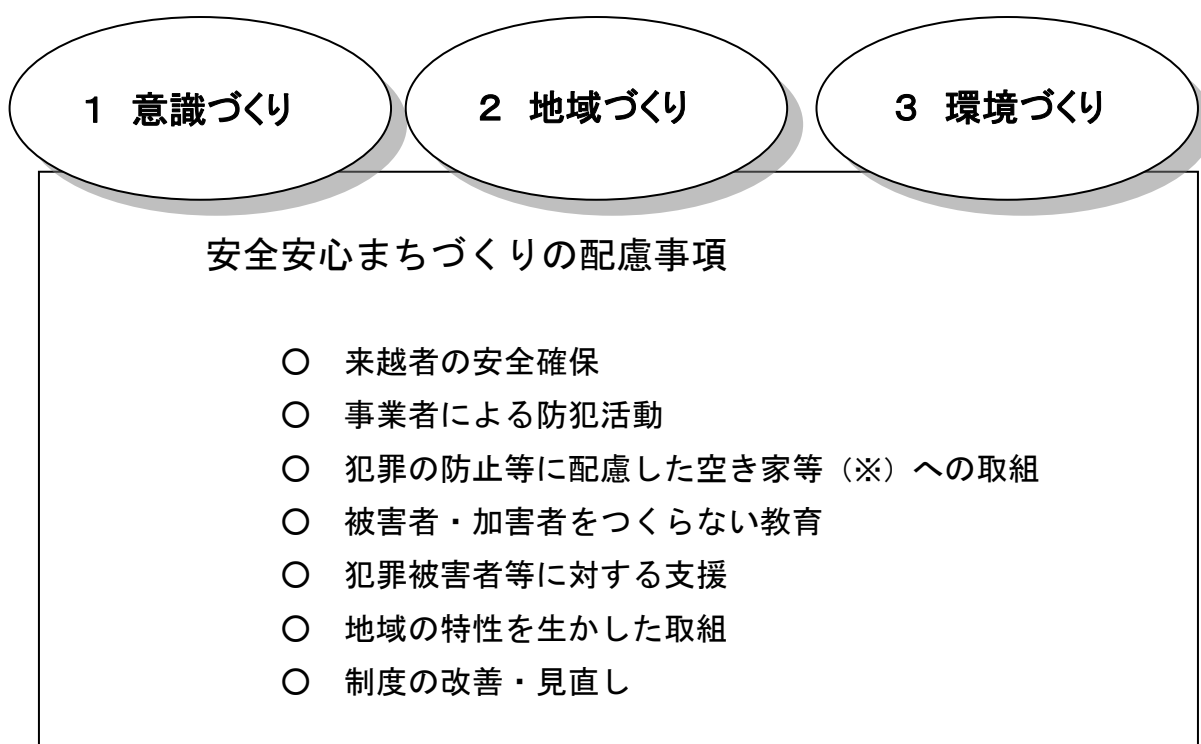 1 意識づくり
2 地域づくり
3 環境づくり
安全安心まちづくりの配慮事項
○ 来越者の安全確保
○ 事業者による防犯活動
○ 犯罪の防止等に配慮した空き家等（※）への取組
○ 被害者・加害者をつくらない教育
○ 犯罪被害者等に対する支援
○ 地域の特性を生かした取組
○ 制度の改善・見直し